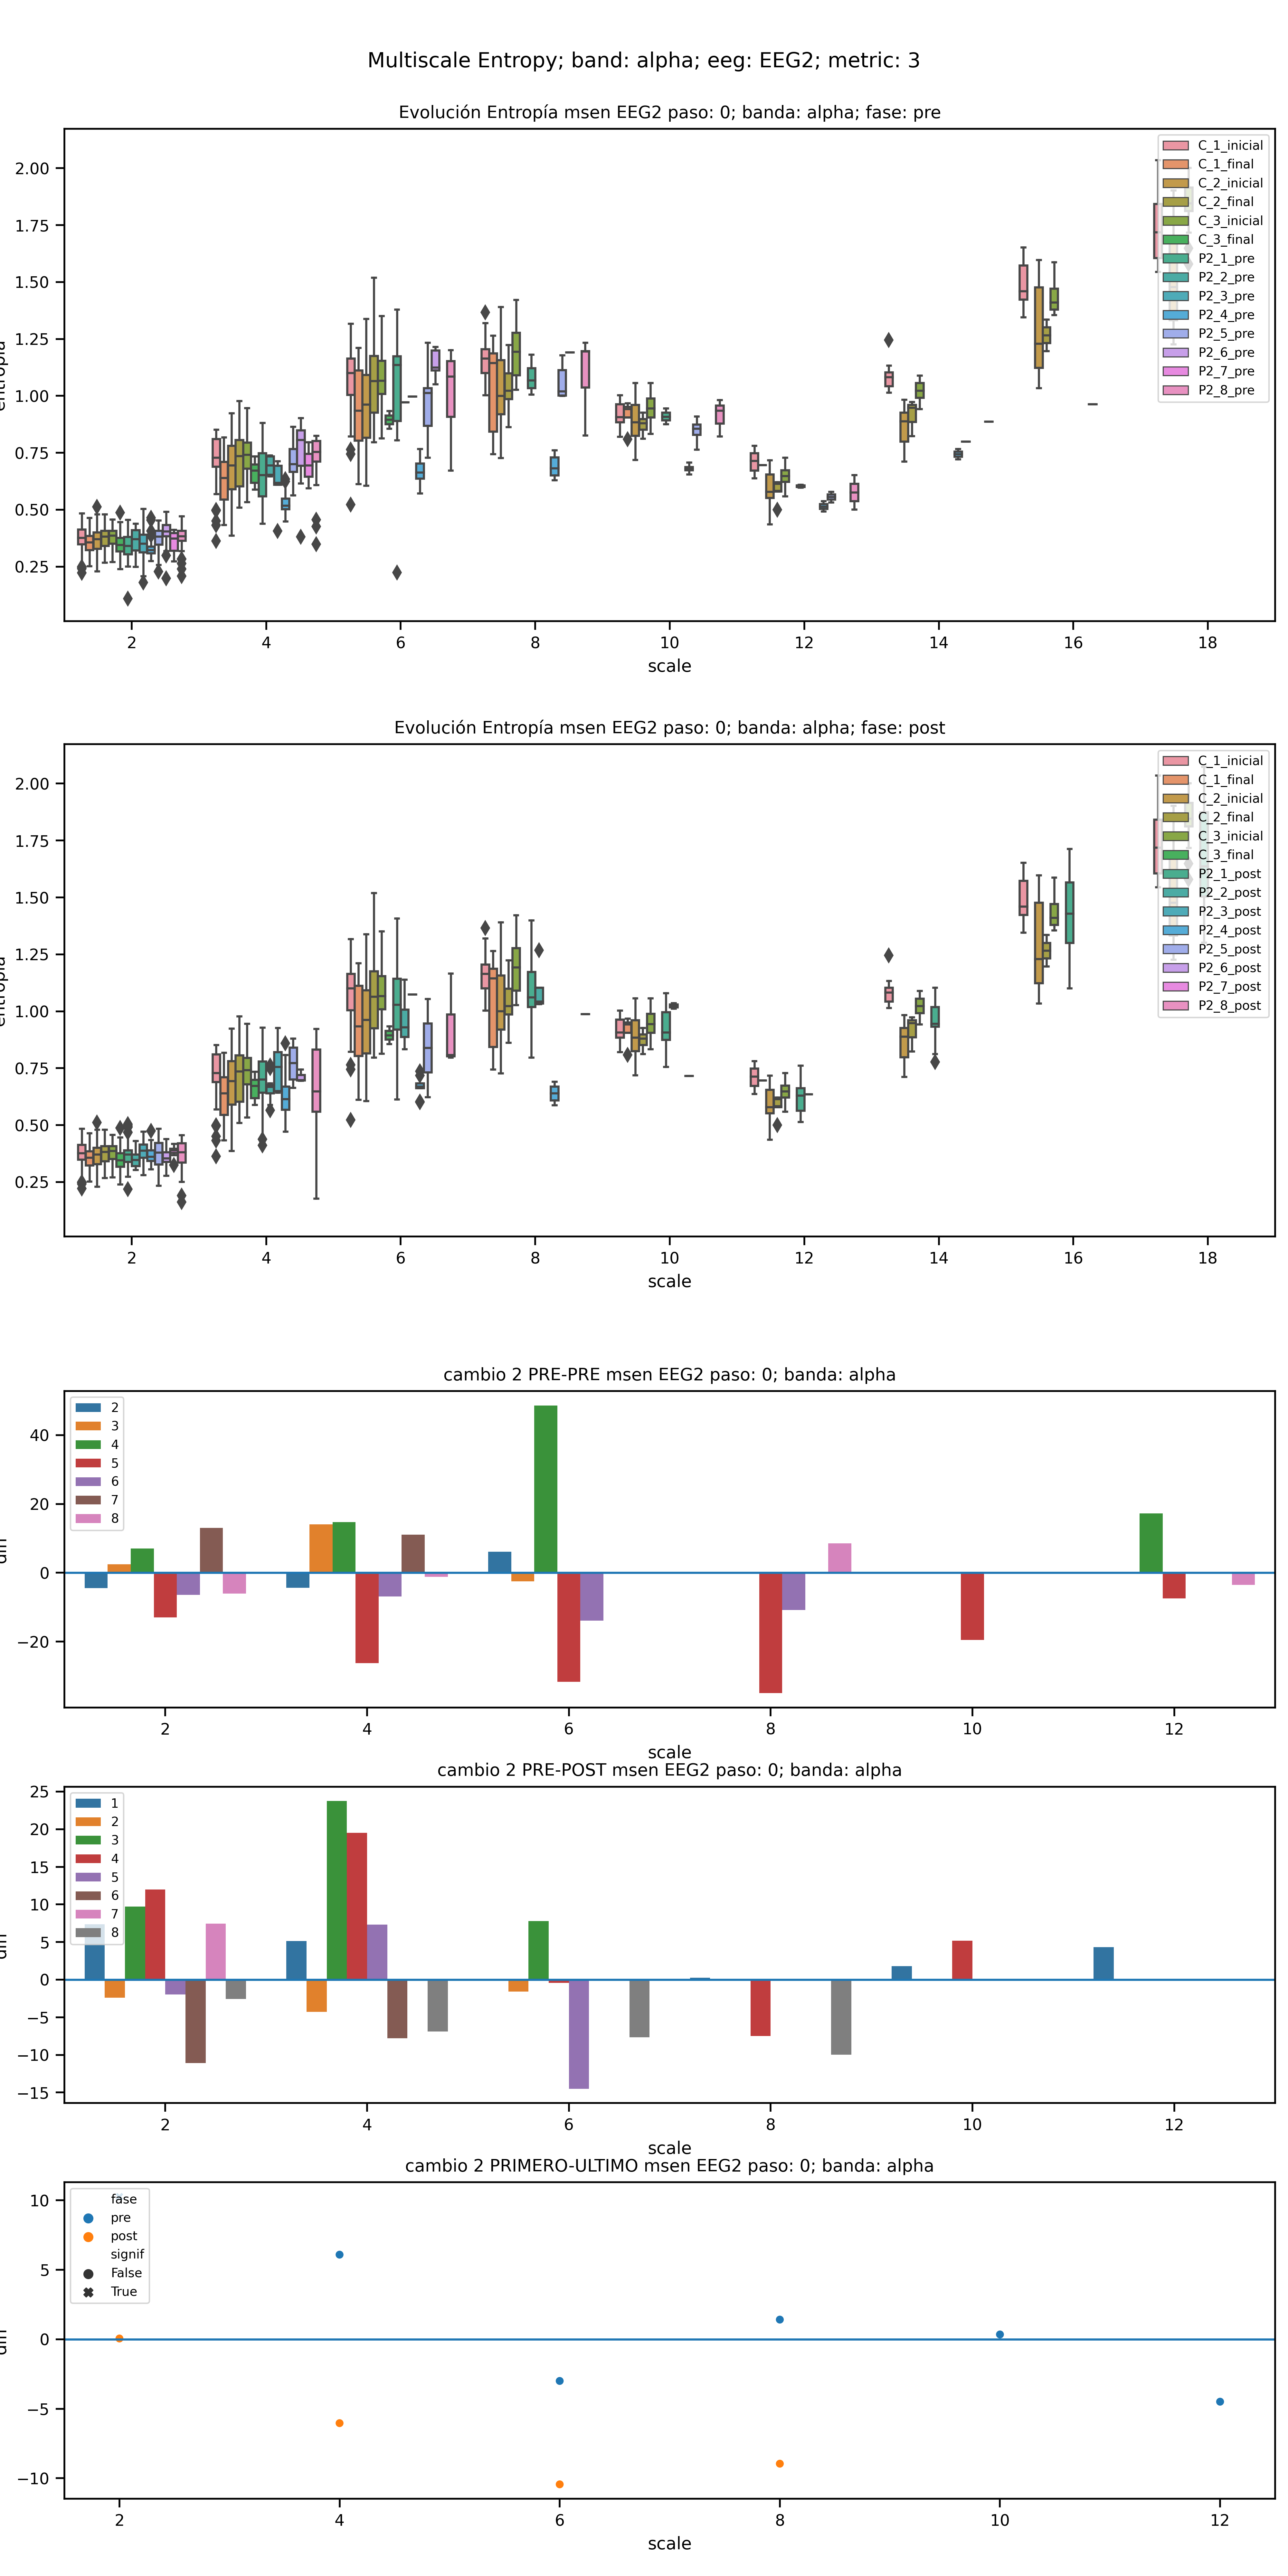 Multiscale Entropy; band: alpha; eeg: EEG2; metric: 3
Evolución Entropía msen EEG2 paso: 0; banda: alpha; fase: pre
2.00
1.75
1.50
1.25
1.00
0.75
0.50
0.25
C_1_inicial
C_1_final
C_2_inicial
C_2_final
C_3_inicial
C_3_final
P2_1_pre
P2_2_pre
P2_3_pre
P2_4_pre
P2_5_pre
P2_6_pre
P2_7_pre
P2_8_pre
2 4 6 8 10 12 14 16 18
scale
Evolución Entropía msen EEG2 paso: 0; banda: alpha; fase: post
2.00
1.75
1.50
1.25
1.00
0.75
0.50
0.25
C_1_inicial
C_1_final
C_2_inicial
C_2_final
C_3_inicial
C_3_final
P2_1_post
P2_2_post
P2_3_post
P2_4_post
P2_5_post
P2_6_post
P2_7_post
P2_8_post
2 4 6 8 10 12 14 16 18
scale
cambio 2 PRE-PRE msen EEG2 paso: 0; banda: alpha
40
20
0
−20
2
3
4
5
6
7
8
2 4 6 8 10 12
scale
cambio 2 PRE-POST msen EEG2 paso: 0; banda: alpha
25
20
15
10
5
0
−5
−10
−15
1
2
3
4
5
6
7
8
2 4 6 8 10 12
scale
cambio 2 PRIMERO-ULTIMO msen EEG2 paso: 0; banda: alpha
10
5
0
−5
−10
fase
pre
post
signif
False
True
2 4 6 8 10 12
scale